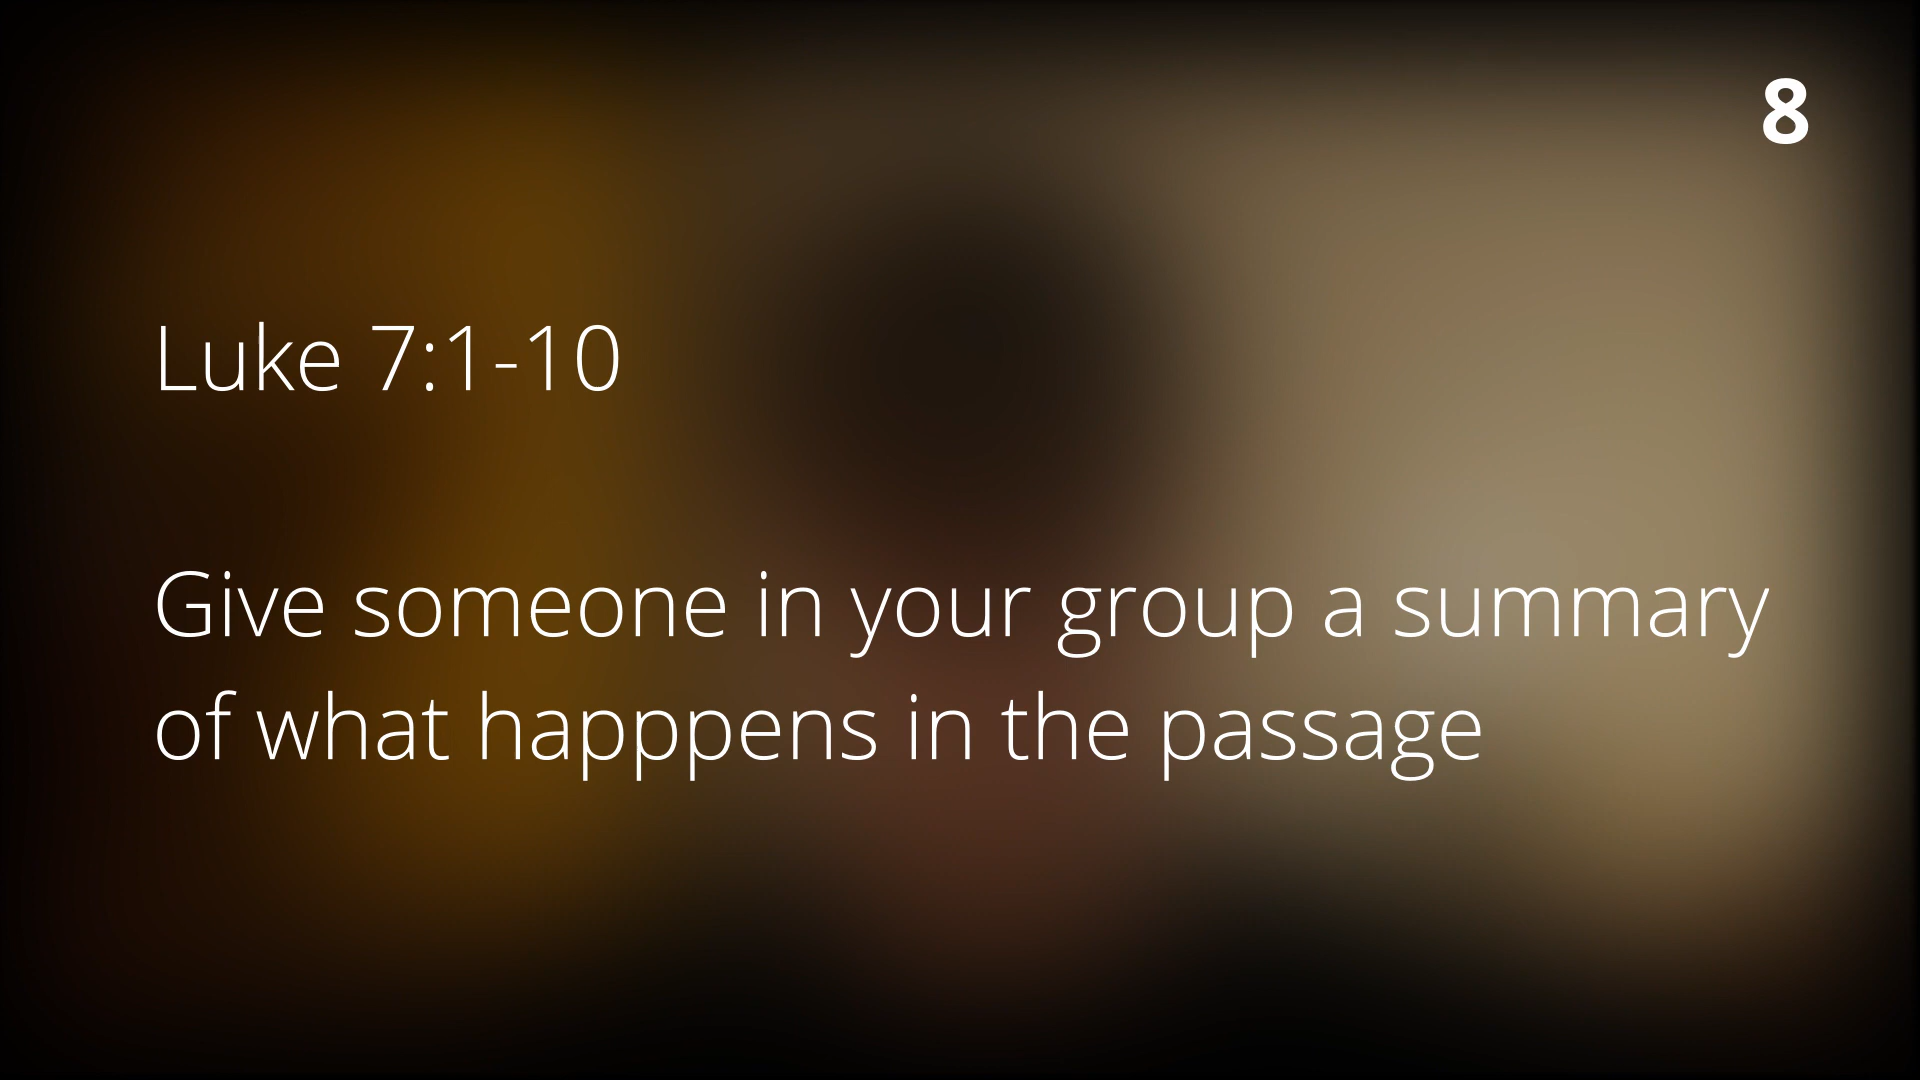 8
Luke 7:1-10
Give someone in your group a summary
of what happpens in the passage